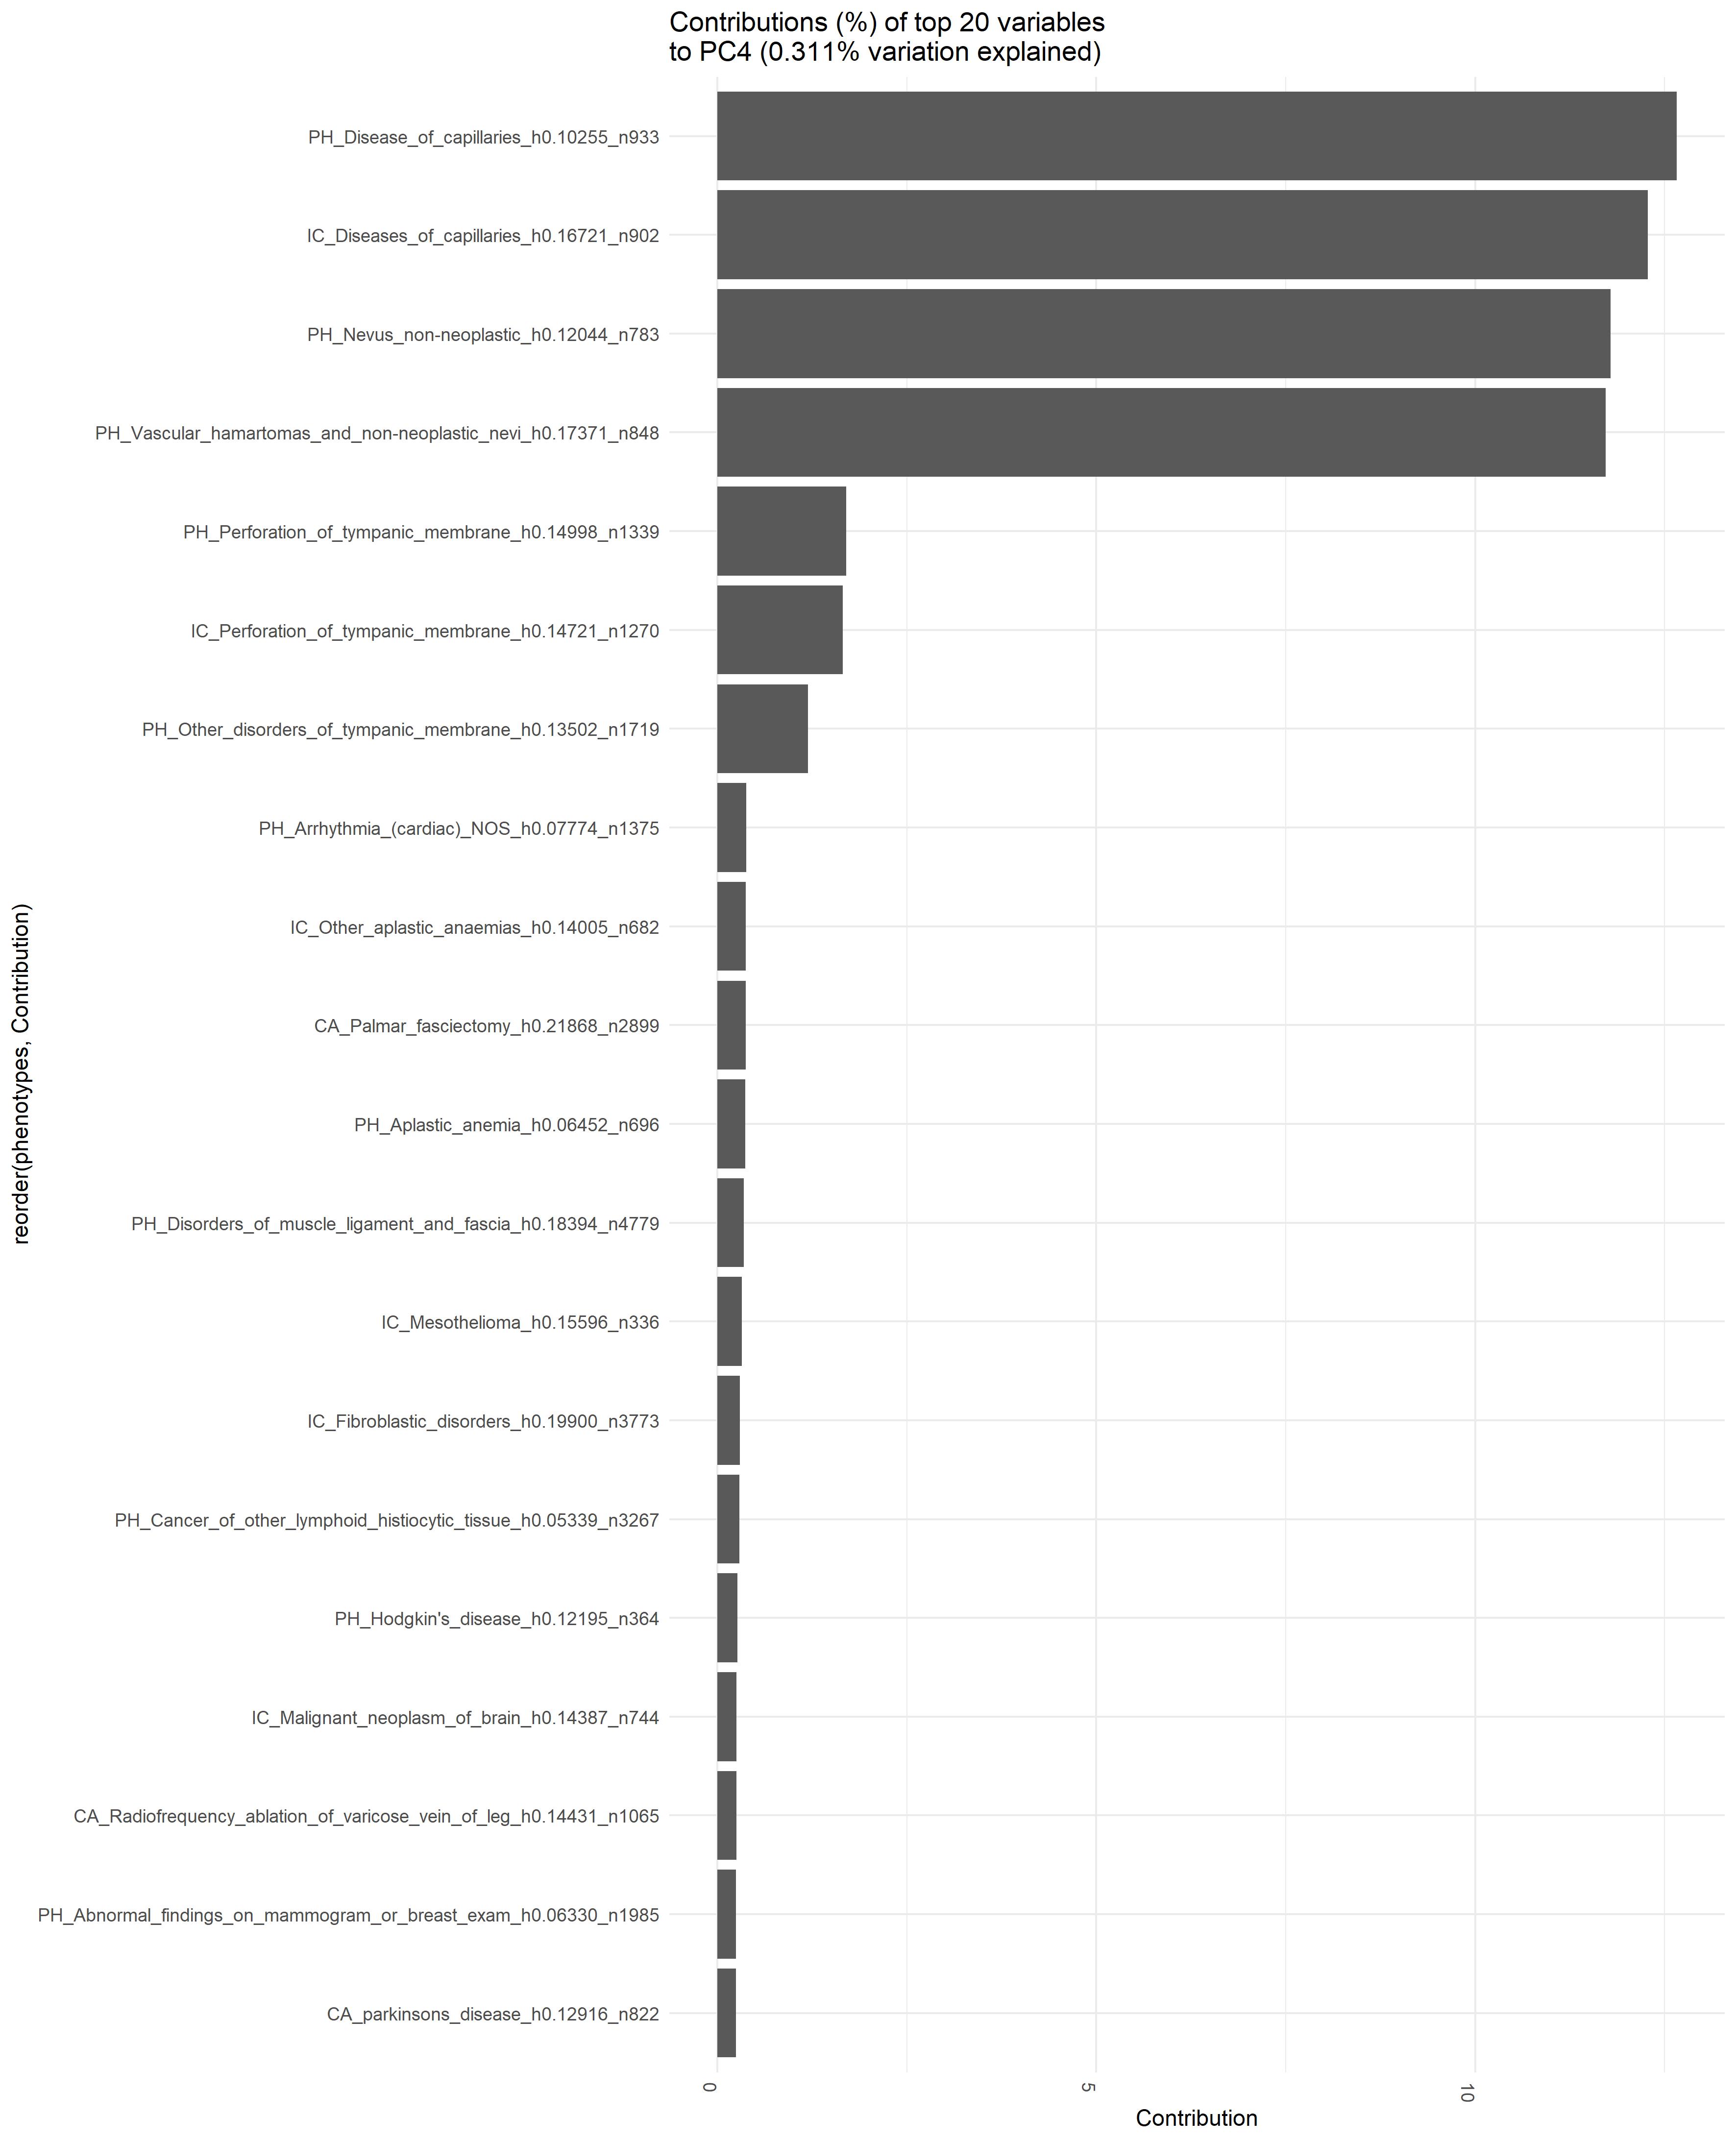 Contributions (%) of top 20 variables
to PC4 (0.311% variation explained)
PH_Disease_of_capillaries_h0.10255_n933
IC_Diseases_of_capillaries_h0.16721_n902
PH_Nevus_non-neoplastic_h0.12044_n783
PH_Vascular_hamartomas_and_non-neoplastic_nevi_h0.17371_n848
PH_Perforation_of_tympanic_membrane_h0.14998_n1339
IC_Perforation_of_tympanic_membrane_h0.14721_n1270
PH_Other_disorders_of_tympanic_membrane_h0.13502_n1719
PH_Arrhythmia_(cardiac)_NOS_h0.07774_n1375
IC_Other_aplastic_anaemias_h0.14005_n682
CA_Palmar_fasciectomy_h0.21868_n2899
PH_Aplastic_anemia_h0.06452_n696
PH_Disorders_of_muscle_ligament_and_fascia_h0.18394_n4779
IC_Mesothelioma_h0.15596_n336
IC_Fibroblastic_disorders_h0.19900_n3773
PH_Cancer_of_other_lymphoid_histiocytic_tissue_h0.05339_n3267
PH_Hodgkin's_disease_h0.12195_n364
IC_Malignant_neoplasm_of_brain_h0.14387_n744
CA_Radiofrequency_ablation_of_varicose_vein_of_leg_h0.14431_n1065
PH_Abnormal_findings_on_mammogram_or_breast_exam_h0.06330_n1985
CA_parkinsons_disease_h0.12916_n822
reorder(phenotypes, Contribution)
0
5
10
Contribution